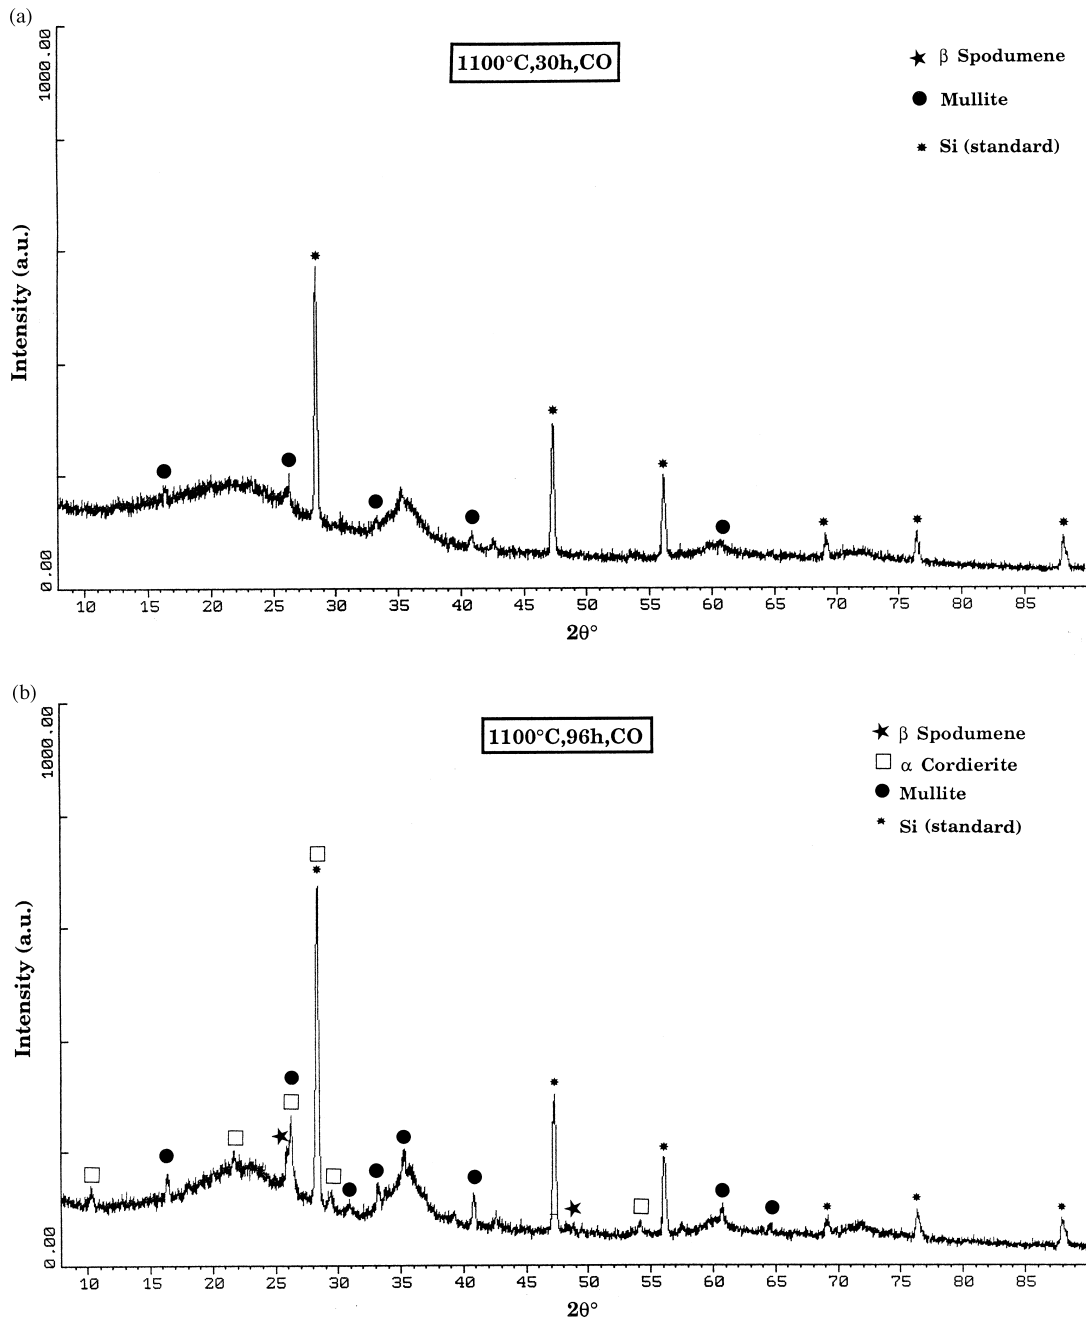 (a)
1000.00
0.00
Intensity (a.u.)
1100°C,30h,CO
β Spodumene
Mullite
Si (standard)
10 15 20 25 30 35 40 45 50 55 60 65 70 75 80 85
2θ°
(b)
1000.00
0.00
Intensity (a.u.)
1100°C,96h,CO
β Spodumene
α Cordierite
Mullite
Si (standard)
10 15 20 25 30 35 40 45 50 55 60 65 70 75 80 85
2θ°